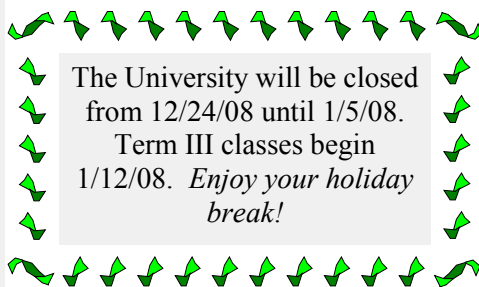 The University will be closed
from 12/24/08 until 1/5/08.
Term III classes begin
1/12/08.  Enjoy your holiday
break!